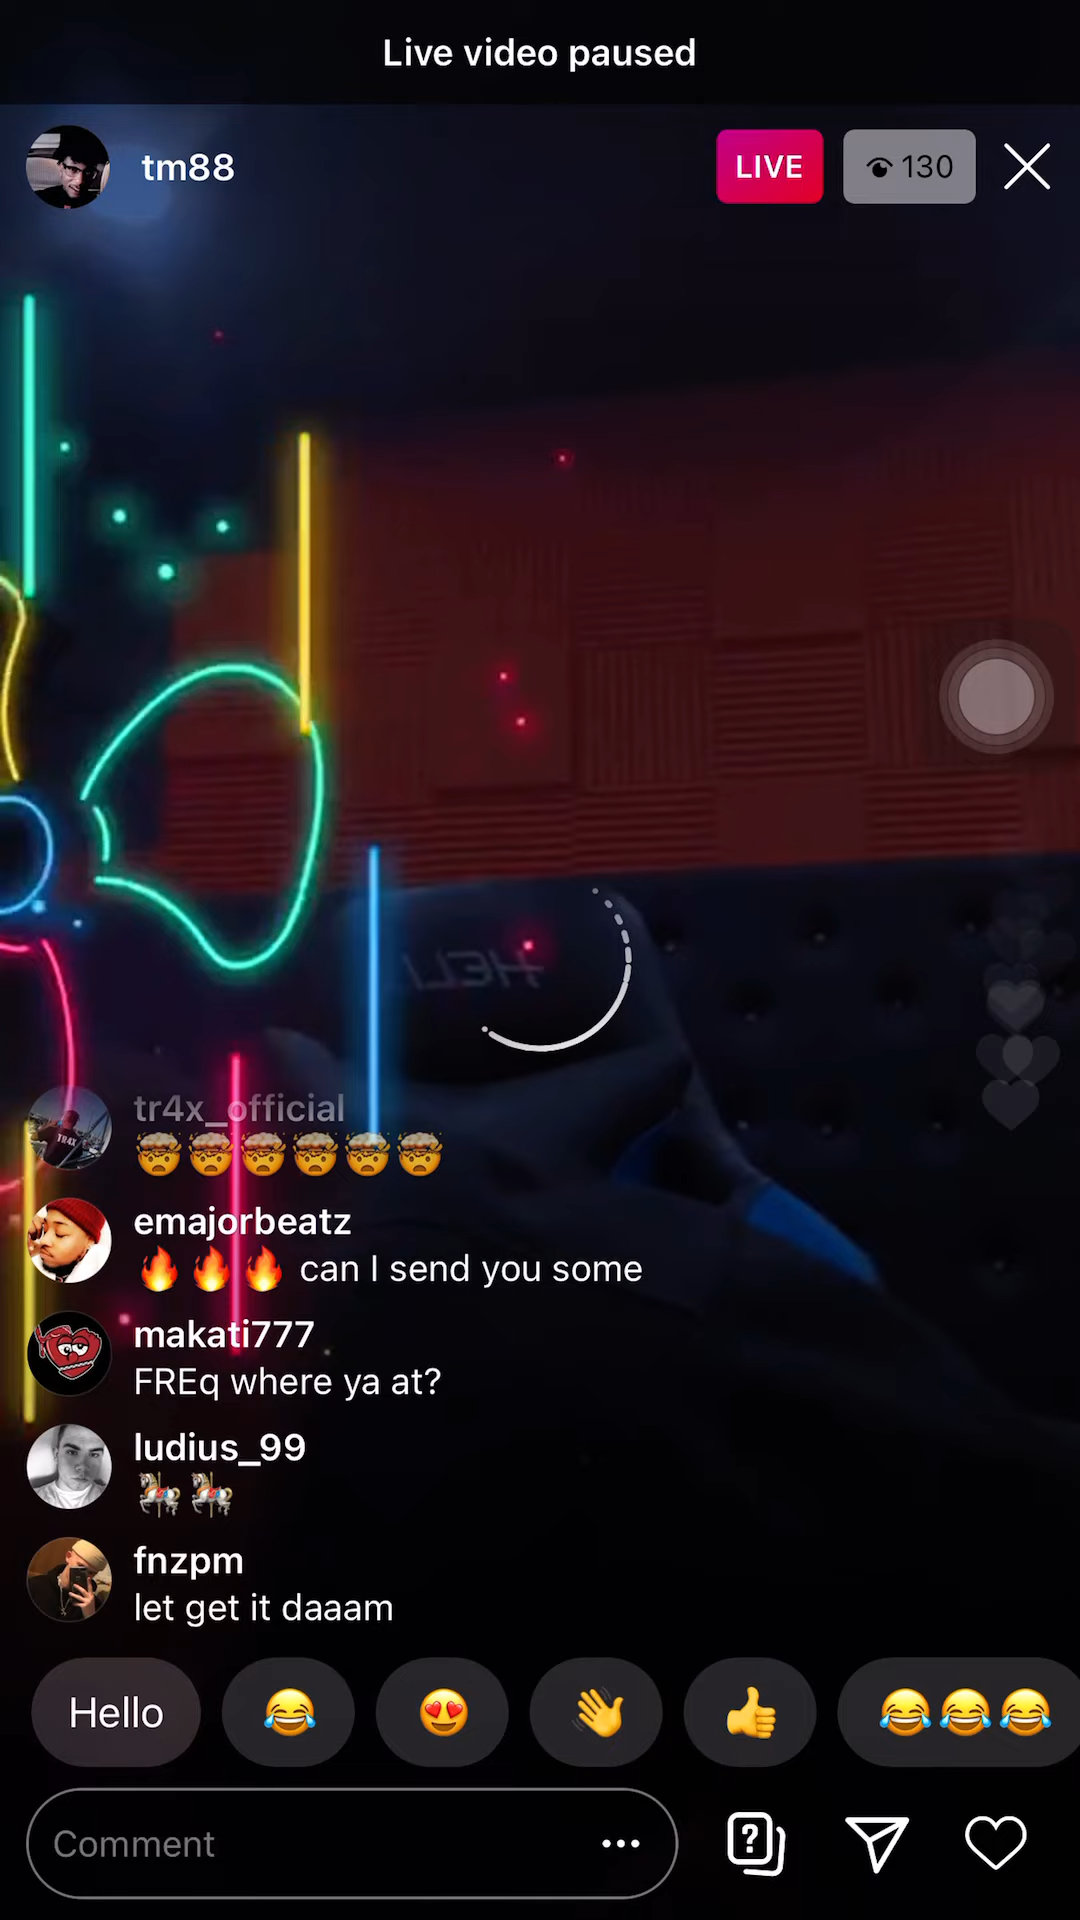 Live video paused
tm88
LIVE
130
HELL
tr4x_official
🤯🤯🤯🤯🤯🤯
emajorbeatz
🔥🔥🔥 can I send you some
makati777
FREq where ya at?
ludius_99
🎠🎠
fnzpm
let get it daaam
Hello
😂
😍
👋
👍
😂😂😂
Comment